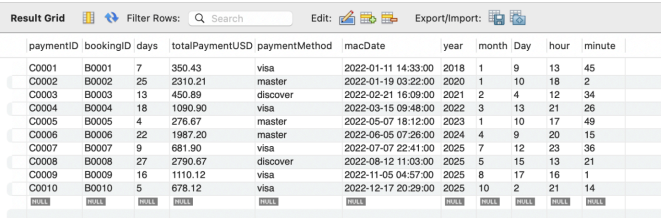 Result Grid Filter Rows: Search Edit: Export/Import:
paymentID bookingID days totalPaymentUSD paymentMethod macDate year month Day hour minute
C0001 B0001 7 350.43 visa 2022-01-11 14:33:00 2018 1 9 13 45
C0002 B0002 25 2310.21 master 2022-01-19 03:22:00 2020 1 10 18 2
C0003 B0003 13 450.89 discover 2022-02-21 16:09:00 2021 2 4 12 34
C0004 B0004 18 1090.90 visa 2022-03-15 09:48:00 2022 3 13 21 26
C0005 B0005 4 276.67 master 2022-05-07 18:12:00 2023 1 10 17 49
C0006 B0006 22 1987.20 master 2022-06-05 07:26:00 2024 4 9 20 15
C0007 B0007 9 681.90 visa 2022-07-07 22:41:00 2025 7 12 23 36
C0008 B0008 27 2790.67 discover 2022-08-12 11:03:00 2025 5 15 13 21
C0009 B0009 16 1110.12 visa 2022-11-05 04:57:00 2025 8 17 16 1
C0010 B0010 5 678.12 visa 2022-12-17 20:29:00 2025 10 2 21 14
NULL NULL NULL NULL NULL NULL NULL NULL NULL NULL NULL